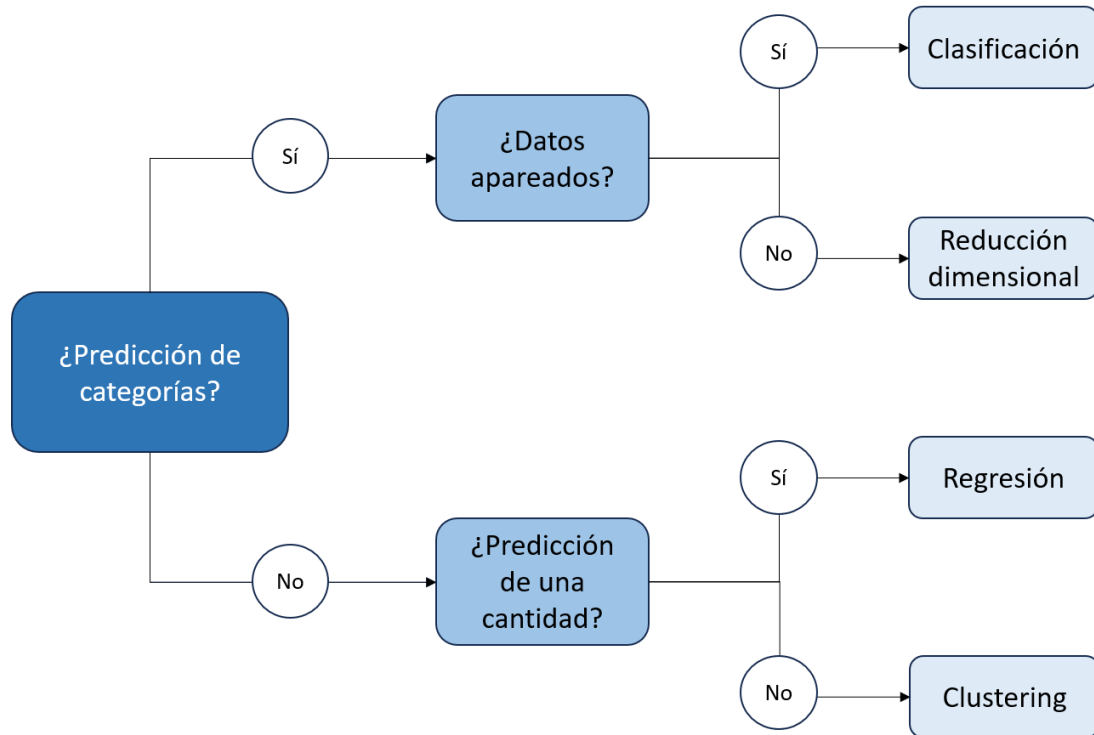 ¿Predicción de
categorías?
Sí
¿Datos
apareados?
Sí
Clasificación
No
Reducción
dimensional
No
¿Predicción
de una
cantidad?
Sí
Regresión
No
Clustering